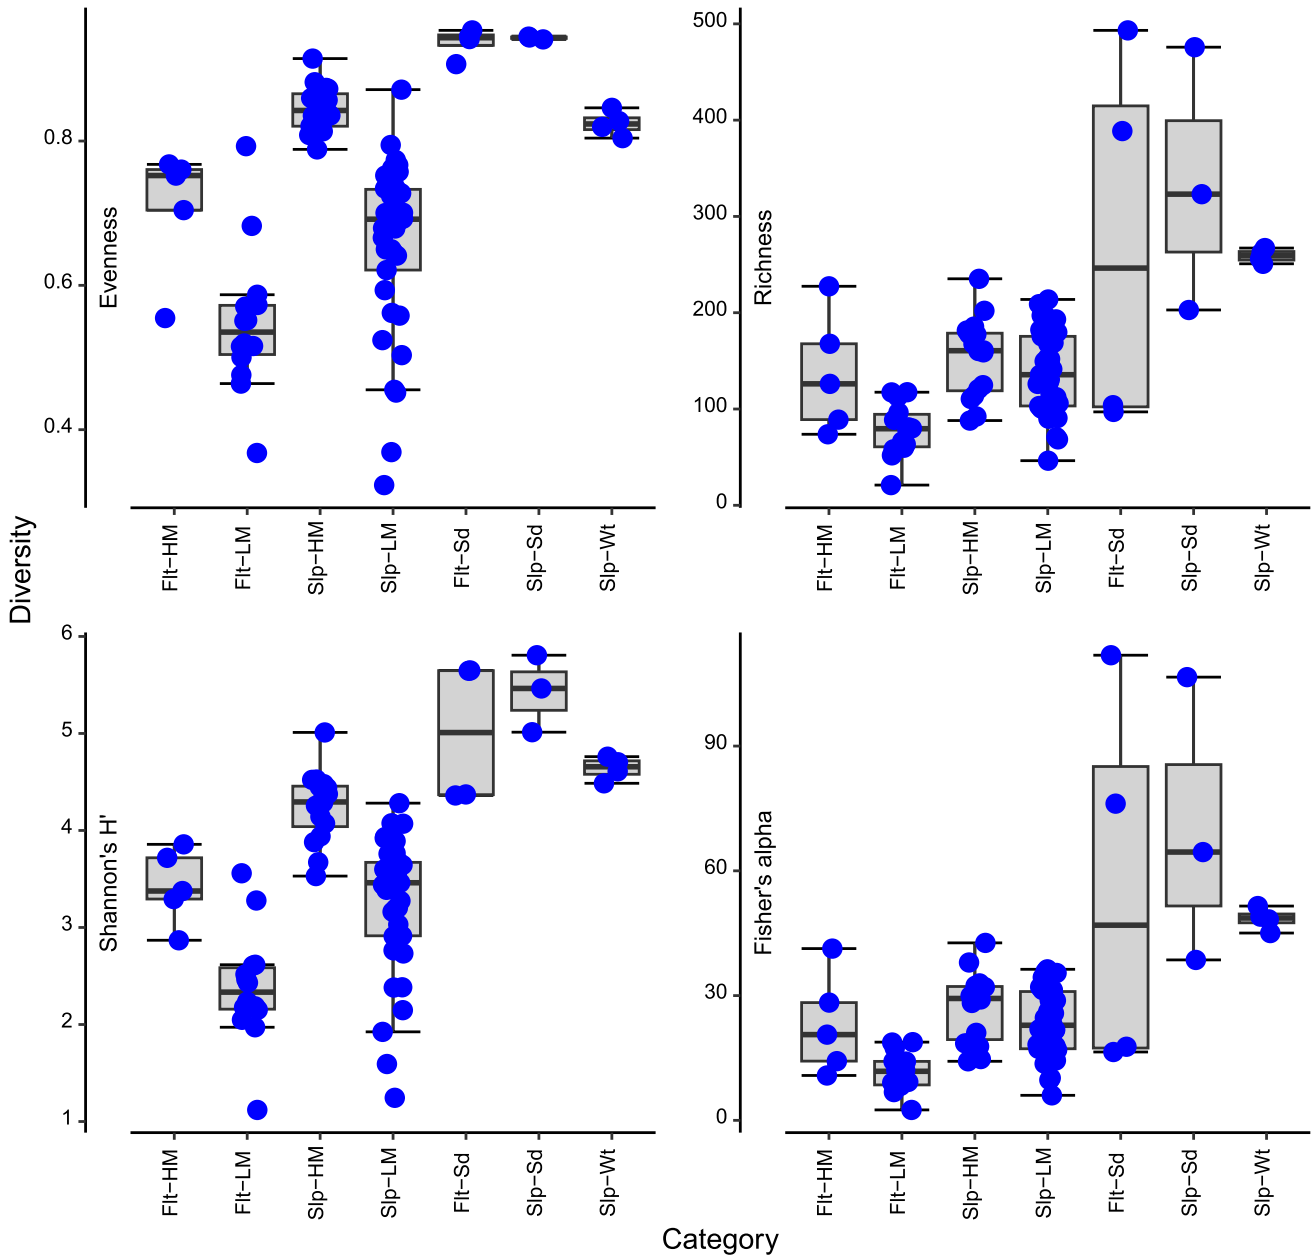 Diversity
Evenness
0.8
0.6
0.4
Flt−HM
Flt−LM
Slp−HM
Slp−LM
Flt−Sd
Slp−Sd
Slp−Wt
Richness
500
400
300
200
100
0
Flt−HM
Flt−LM
Slp−HM
Slp−LM
Flt−Sd
Slp−Sd
Slp−Wt
Shannon's H'
6
5
4
3
2
1
Flt−HM
Flt−LM
Slp−HM
Slp−LM
Flt−Sd
Slp−Sd
Slp−Wt
Fisher's alpha
90
60
30
0
Flt−HM
Flt−LM
Slp−HM
Slp−LM
Flt−Sd
Slp−Sd
Slp−Wt
Category